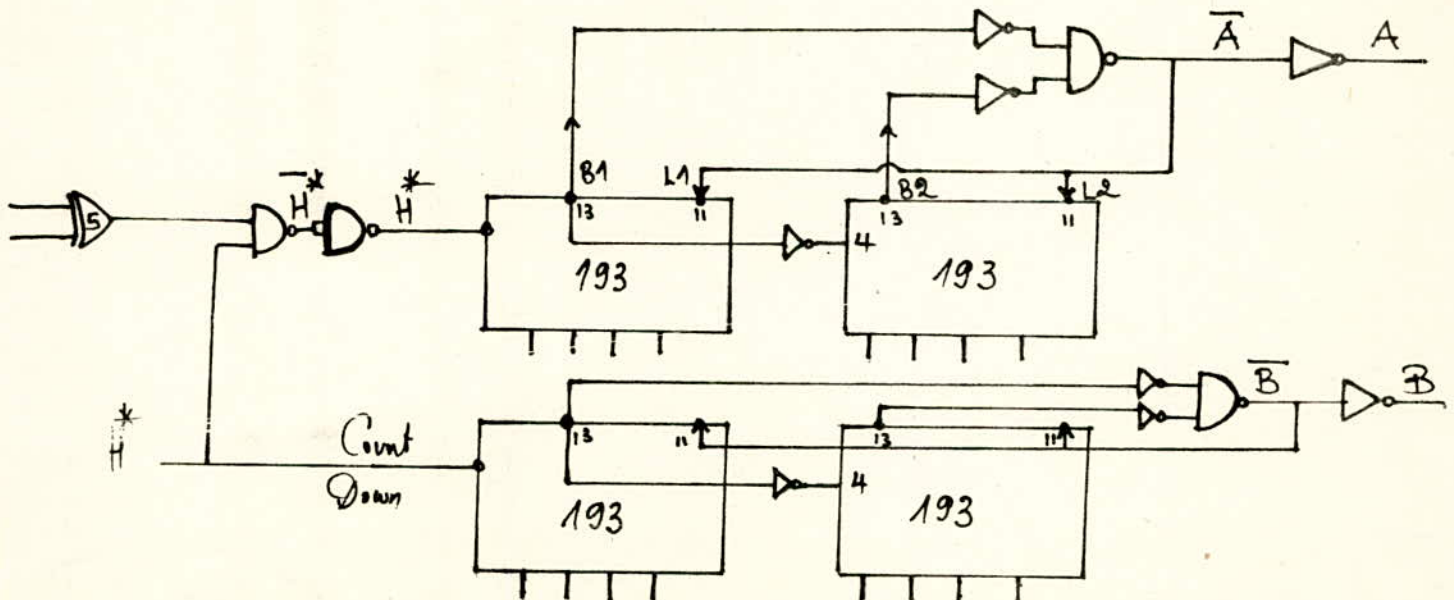 A̅ A
B1 L1
B2 L2
H̅* H*
5
13 11
13 11
4
193 193
B̅ B
H*
Count
Down
13 11
13 11
4
193 193